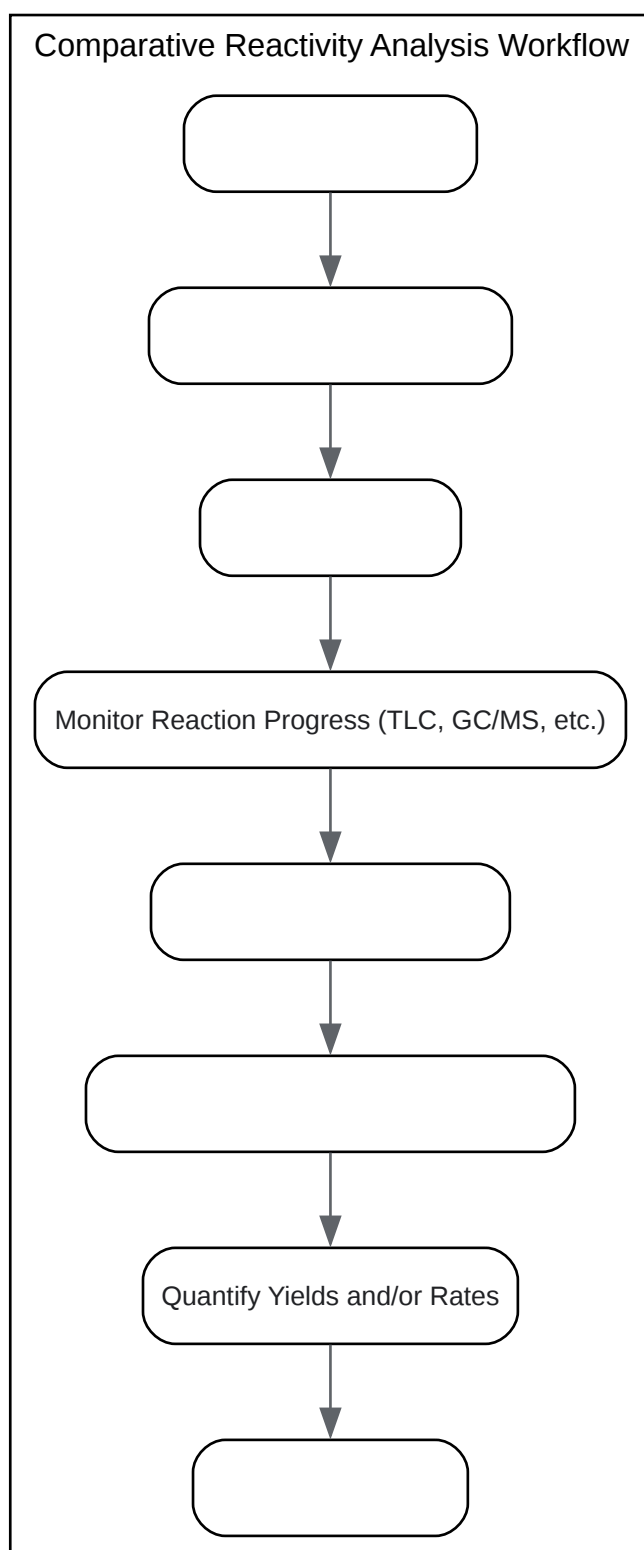 Comparative Reactivity Analysis Workflow
Monitor Reaction Progress (TLC, GC/MS, etc.)
Quantify Yields and/or Rates